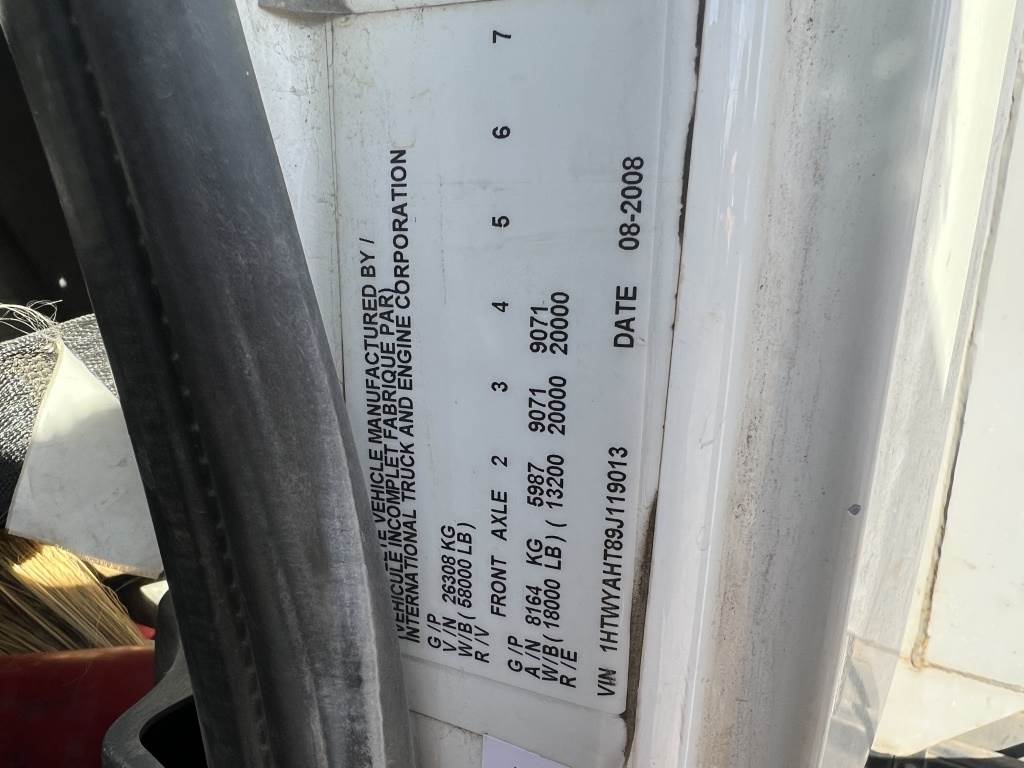 VEHICLE MANUFACTURED BY /
(VEHICULE INCOMPLET FABRIQUE PAR)
INTERNATIONAL TRUCK AND ENGINE CORPORATION
G/P
V/N 26308 KG
W/B ( 58000 LB )
R/V
FRONT AXLE 2 3 4 5 6 7
G/P
A/N 8164 KG 5987 9071 9071
W/B ( 18000 LB ) ( 13200 20000 20000
R/E
VIN 1HTWYAHT89J119013 DATE 08-2008